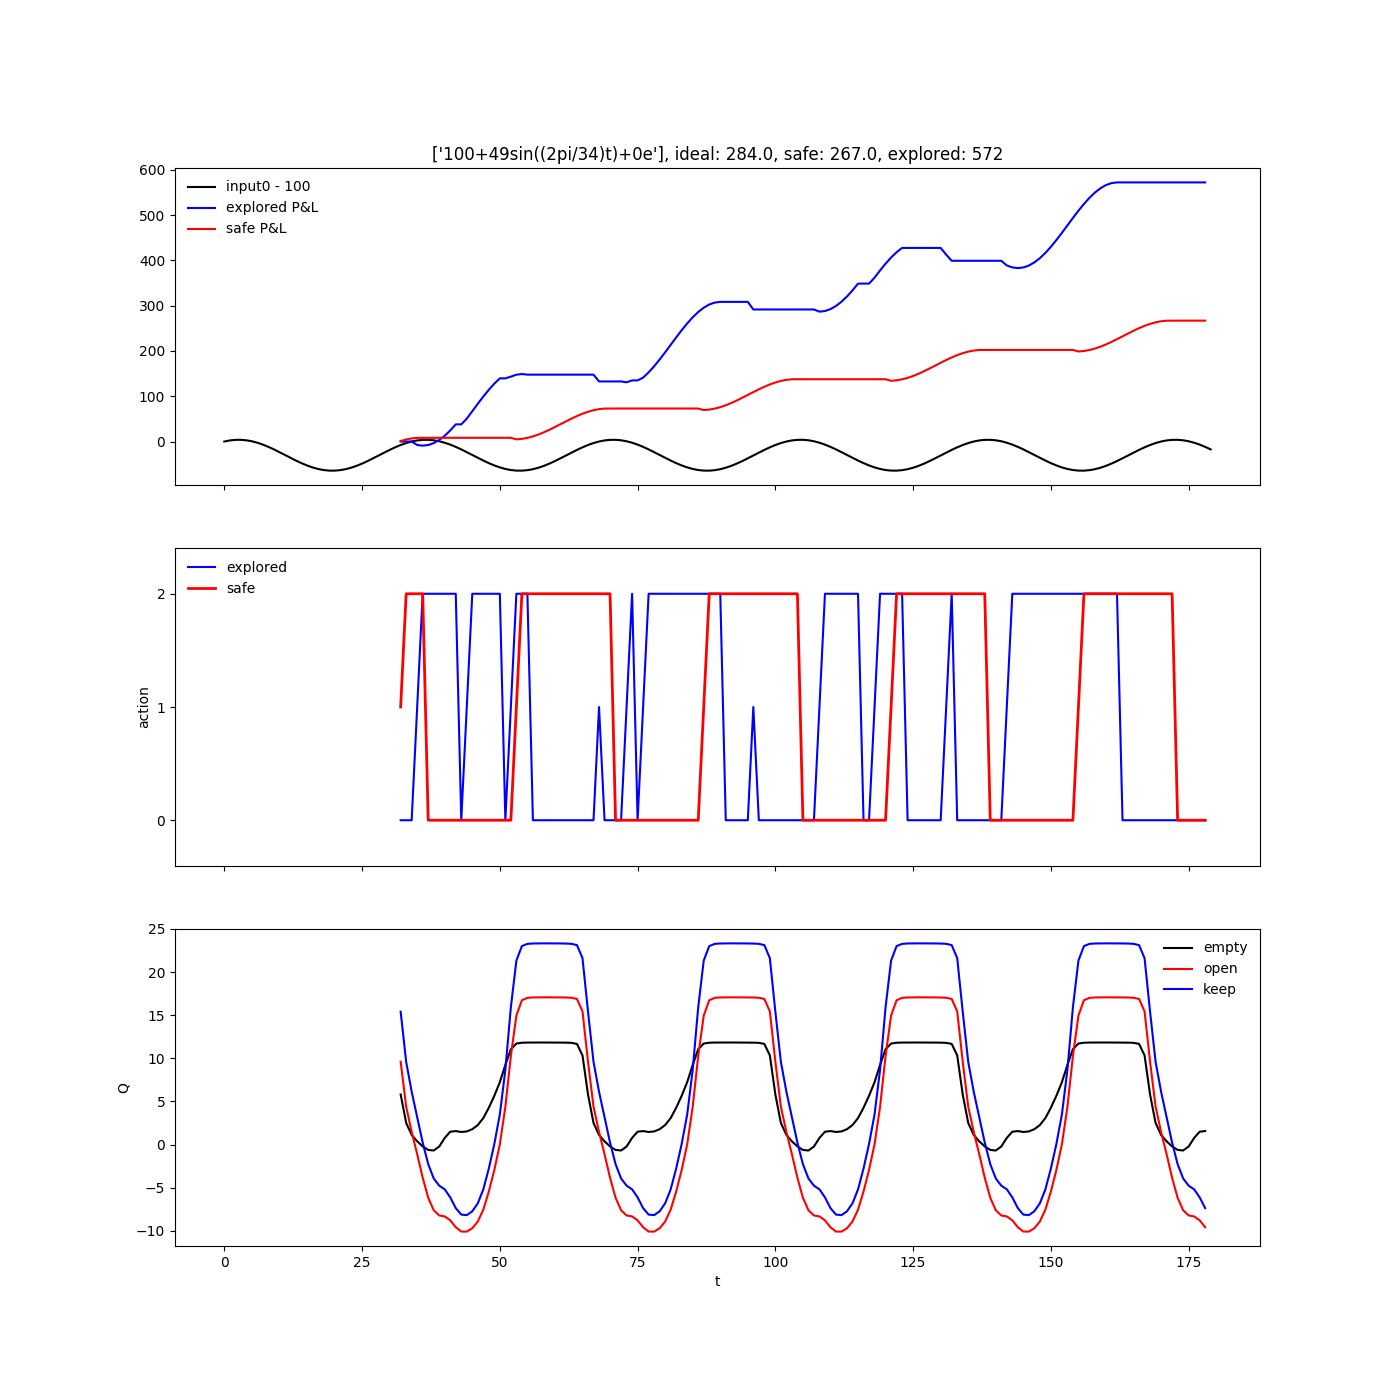 ['100+49sin((2pi/34)t)+0e'], ideal: 284.0, safe: 267.0, explored: 572
600
500
400
300
200
100
0
input0 - 100
explored P&L
safe P&L
action
2
1
0
explored
safe
Q
25
20
15
10
5
0
−5
−10
empty
open
keep
0 25 50 75 100 125 150 175
t